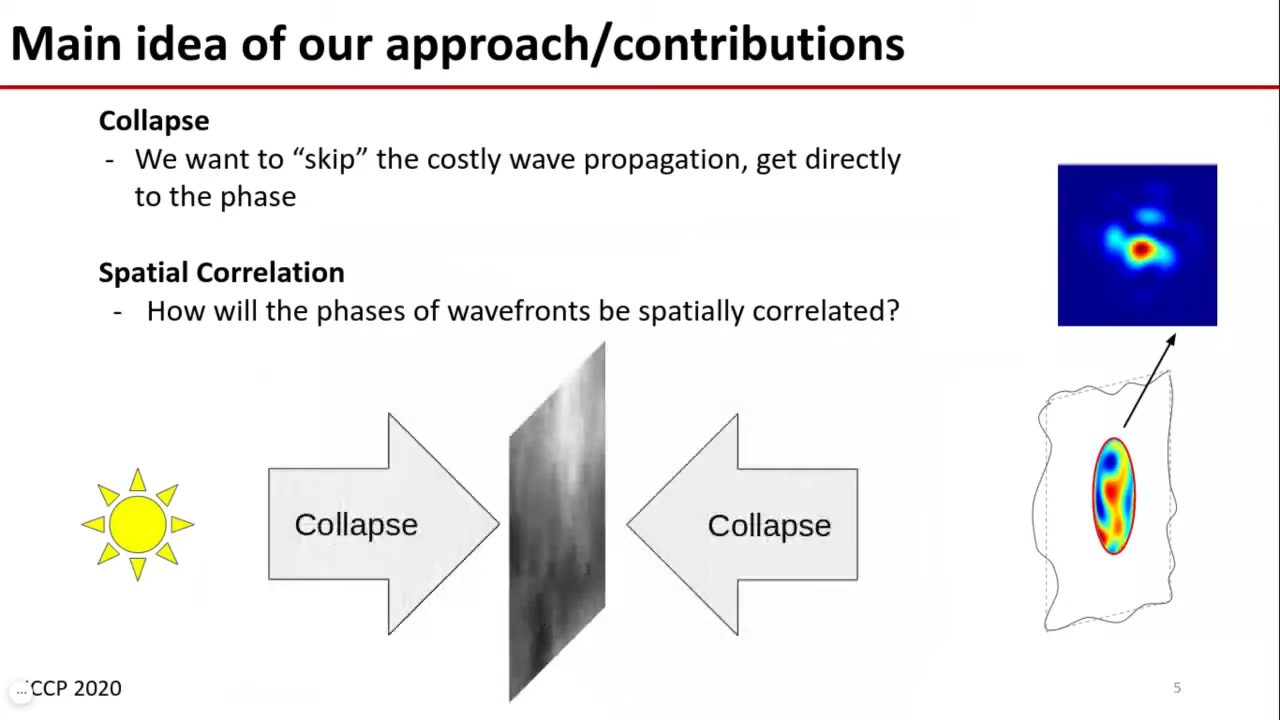 Main idea of our approach/contributions
Collapse
- We want to “skip” the costly wave propagation, get directly
to the phase
Spatial Correlation
- How will the phases of wavefronts be spatially correlated?
Collapse
Collapse
... CCP 2020
5